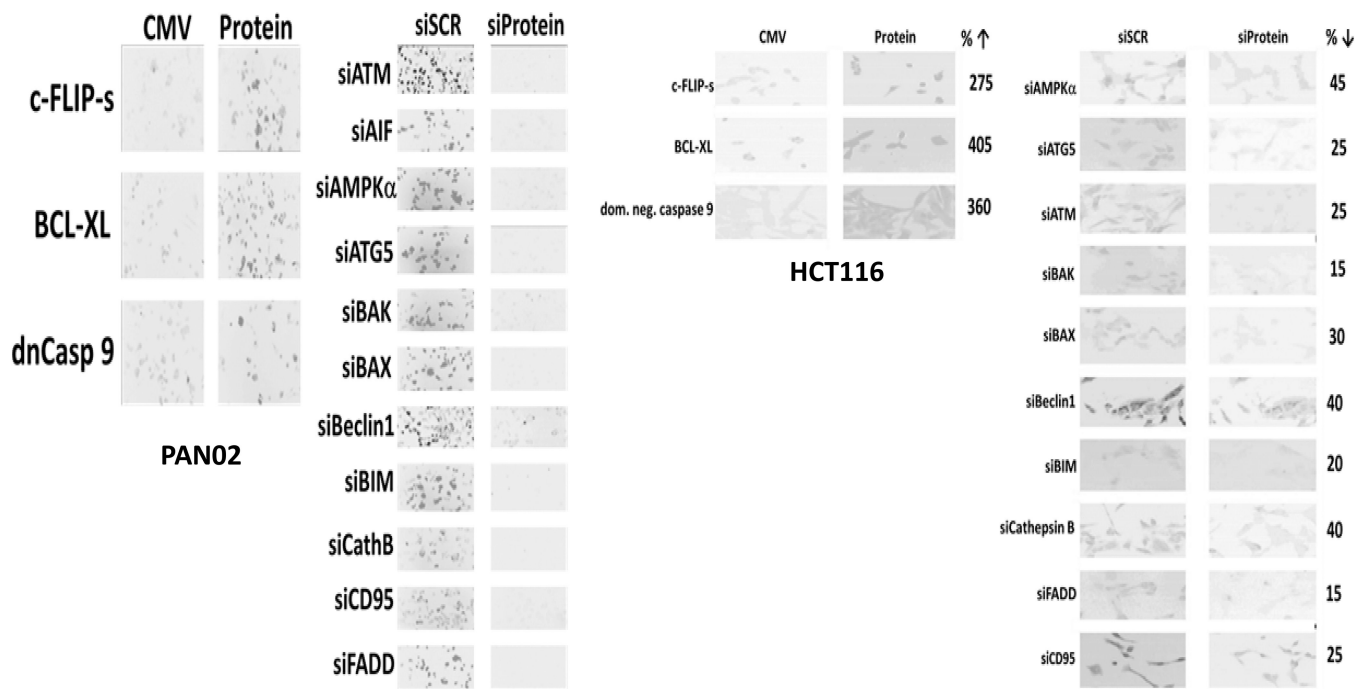 CMV Protein
c-FLIP-s
BCL-XL
dnCasp 9
PAN02
siSCR siProtein
siATM
siAIF
siAMPKα
siATG5
siBAK
siBAX
siBeclin1
siBIM
siCathB
siCD95
siFADD
CMV Protein % ↑
c-FLIP-s 275
BCL-XL 405
dom. neg. caspase 9 360
HCT116
siSCR siProtein % ↓
siAMPKα 45
siATG5 25
siATM 25
siBAK 15
siBAX 30
siBeclin1 40
siBIM 20
siCathepsin B 40
siFADD 15
siCD95 25